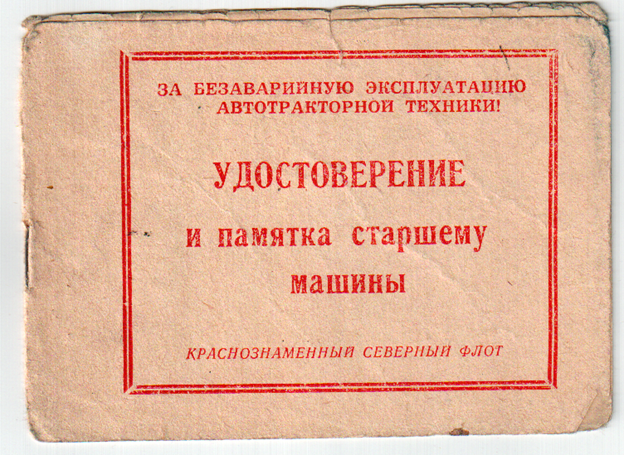 ЗА БЕЗАВАРИЙНУЮ ЭКСПЛУАТАЦИЮ
АВТОТРАКТОРНОЙ ТЕХНИКИ!
УДОСТОВЕРЕНИЕ
и памятка старшему
машины
КРАСНОЗНАМЕННЫЙ СЕВЕРНЫЙ ФЛОТ